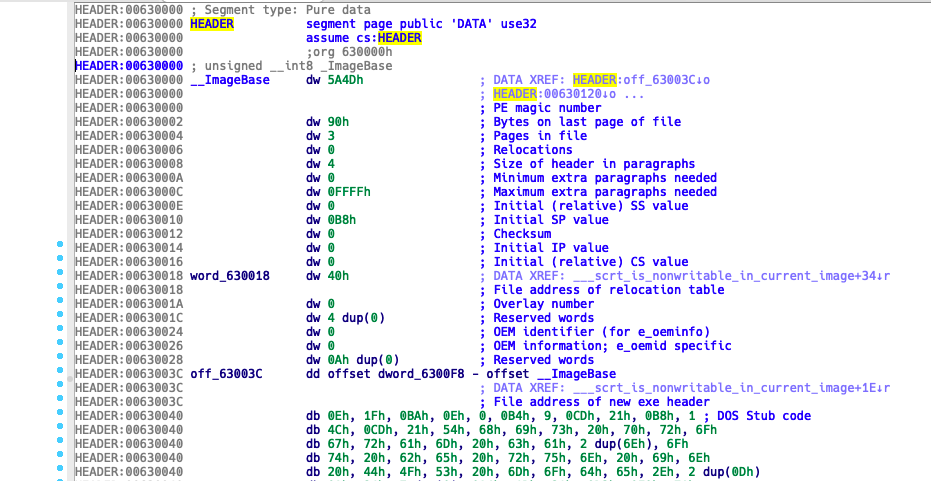 HEADER:00630000 ; Segment type: Pure data
HEADER:00630000 HEADER segment page public 'DATA' use32
HEADER:00630000 assume cs:HEADER
HEADER:00630000 ;org 630000h
HEADER:00630000 ; unsigned __int8 _ImageBase
HEADER:00630000 __ImageBase dw 5A4Dh ; DATA XREF: HEADER:off_63003C↓o
HEADER:00630000 ; HEADER:00630120↓o ...
HEADER:00630000 ; PE magic number
HEADER:00630002 dw 90h ; Bytes on last page of file
HEADER:00630004 dw 3 ; Pages in file
HEADER:00630006 dw 0 ; Relocations
HEADER:00630008 dw 4 ; Size of header in paragraphs
HEADER:0063000A dw 0 ; Minimum extra paragraphs needed
HEADER:0063000C dw 0FFFFh ; Maximum extra paragraphs needed
HEADER:0063000E dw 0 ; Initial (relative) SS value
HEADER:00630010 dw 0B8h ; Initial SP value
HEADER:00630012 dw 0 ; Checksum
HEADER:00630014 dw 0 ; Initial IP value
HEADER:00630016 dw 0 ; Initial (relative) CS value
HEADER:00630018 word_630018 dw 40h ; DATA XREF: ___scrt_is_nonwritable_in_current_image+34↓r
HEADER:00630018 ; File address of relocation table
HEADER:0063001A dw 0 ; Overlay number
HEADER:0063001C dw 4 dup(0) ; Reserved words
HEADER:00630024 dw 0 ; OEM identifier (for e_oeminfo)
HEADER:00630026 dw 0 ; OEM information; e_oemid specific
HEADER:00630028 dw 0Ah dup(0) ; Reserved words
HEADER:0063003C off_63003C dd offset dword_6300F8 - offset __ImageBase
HEADER:0063003C ; DATA XREF: ___scrt_is_nonwritable_in_current_image+1E↓r
HEADER:0063003C ; File address of new exe header
HEADER:00630040 db 0Eh, 1Fh, 0BAh, 0Eh, 0, 0B4h, 9, 0CDh, 21h, 0B8h, 1 ; DOS Stub code
HEADER:00630040 db 4Ch, 0CDh, 21h, 54h, 68h, 69h, 73h, 20h, 70h, 72h, 6Fh
HEADER:00630040 db 67h, 72h, 61h, 6Dh, 20h, 63h, 61h, 2 dup(6Eh), 6Fh
HEADER:00630040 db 74h, 20h, 62h, 65h, 20h, 72h, 75h, 6Eh, 20h, 69h, 6Eh
HEADER:00630040 db 20h, 44h, 4Fh, 53h, 20h, 6Dh, 6Fh, 64h, 65h, 2Eh, 2 dup(0Dh)